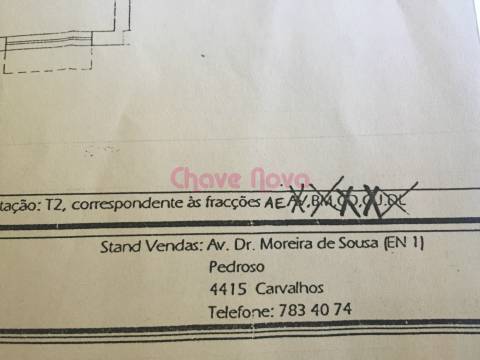 Chave Nova
tação: T2, correspondente às fracções AE
Stand Vendas: Av. Dr. Moreira de Sousa (EN 1)
Pedroso
4415 Carvalhos
Telefone: 783 40 74